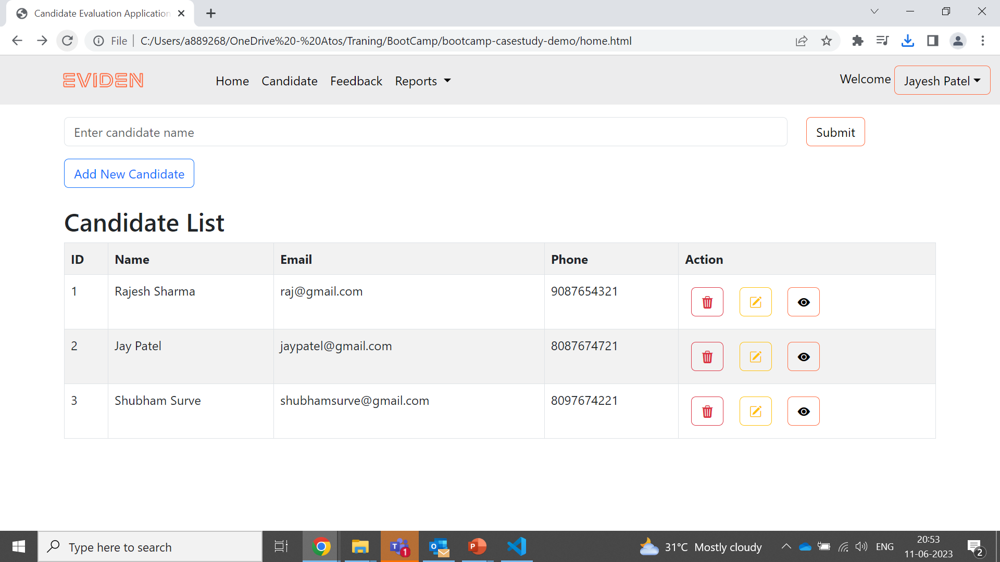 Candidate Evaluation Application
File C:/Users/a889268/OneDrive%20-%20Atos/Traning/BootCamp/bootcamp-casestudy-demo/home.html
EVIDEN Home Candidate Feedback Reports Welcome Jayesh Patel
Enter candidate name Submit
Add New Candidate
Candidate List
ID Name Email Phone Action
1 Rajesh Sharma raj@gmail.com 9087654321
2 Jay Patel jaypatel@gmail.com 8087674721
3 Shubham Surve shubhamsurve@gmail.com 8097674221
Type here to search T 1 O P 31°C Mostly cloudy ENG 20:53 2
11-06-2023